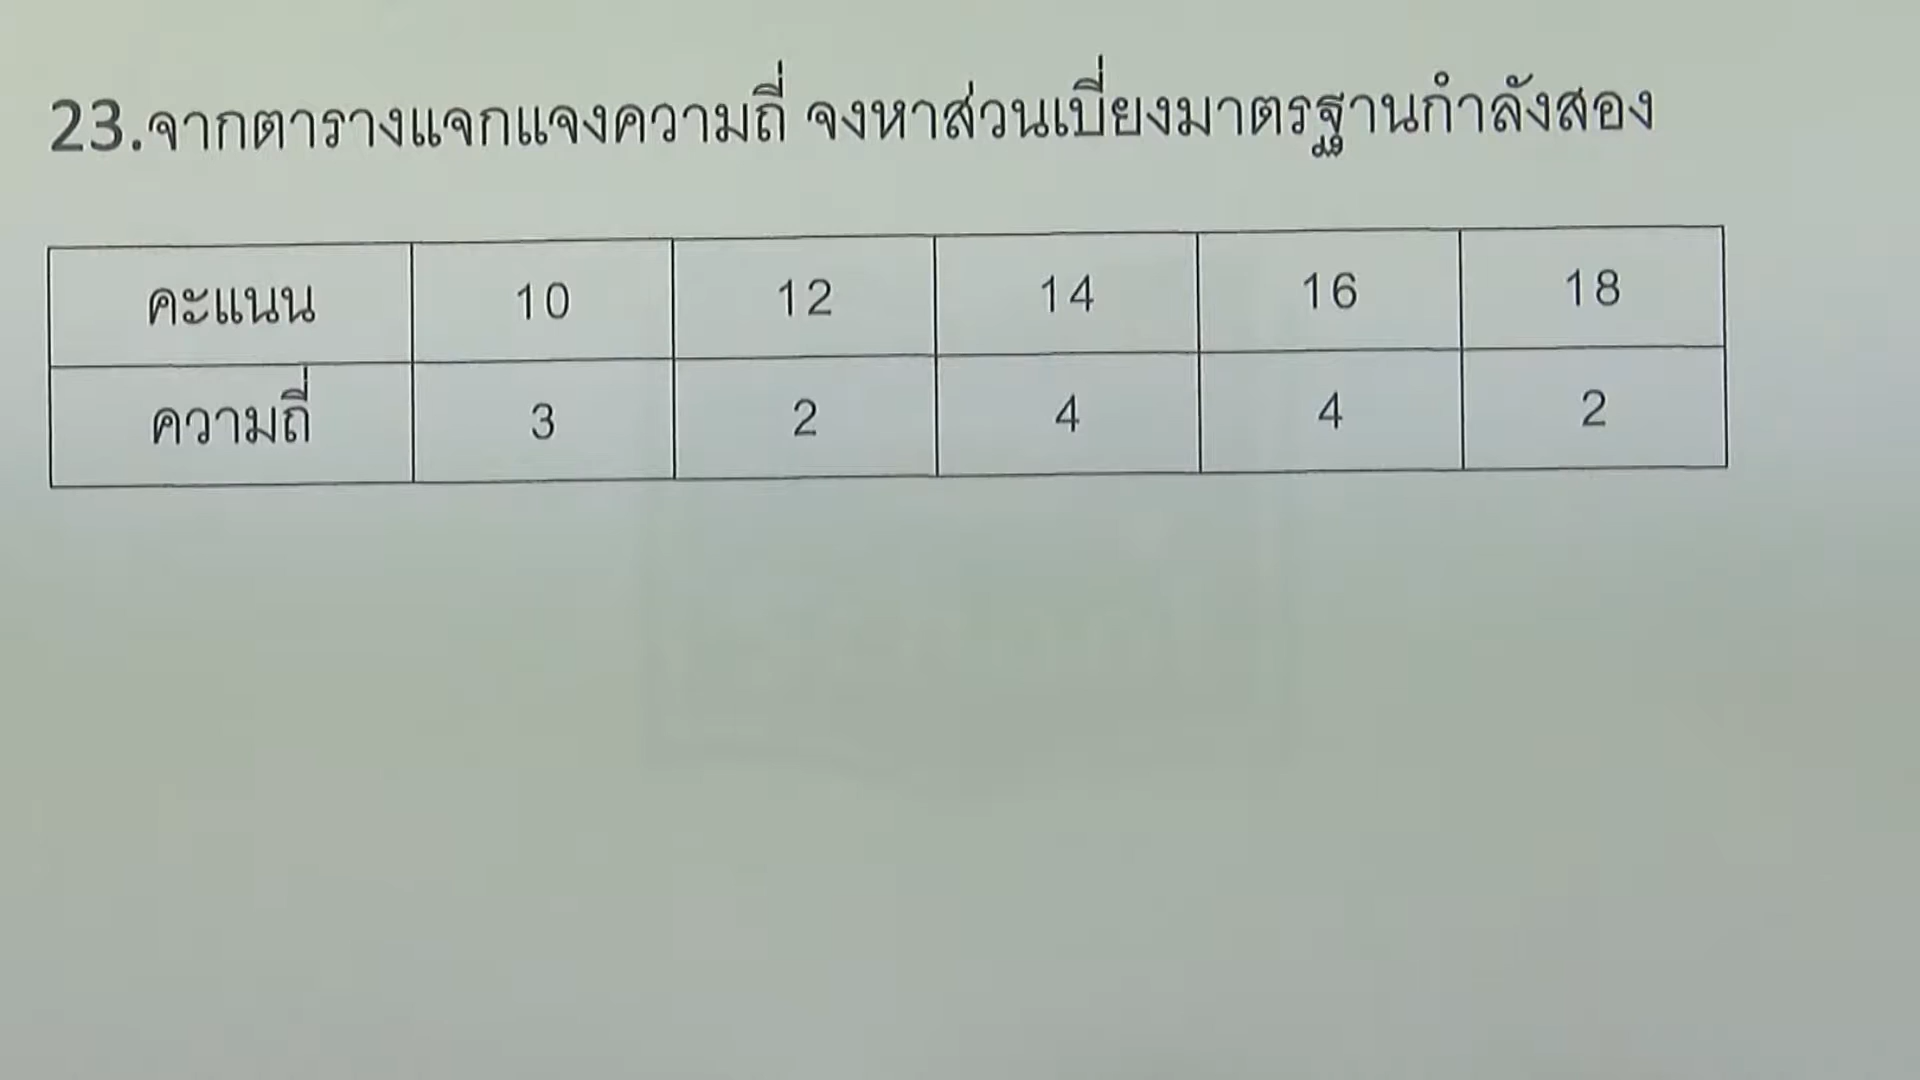 23.จากตารางแจกแจงความถี่ จงหาส่วนเบี่ยงมาตรฐานกำลังสอง
คะแนน 10 12 14 16 18
ความถี่ 3 2 4 4 2